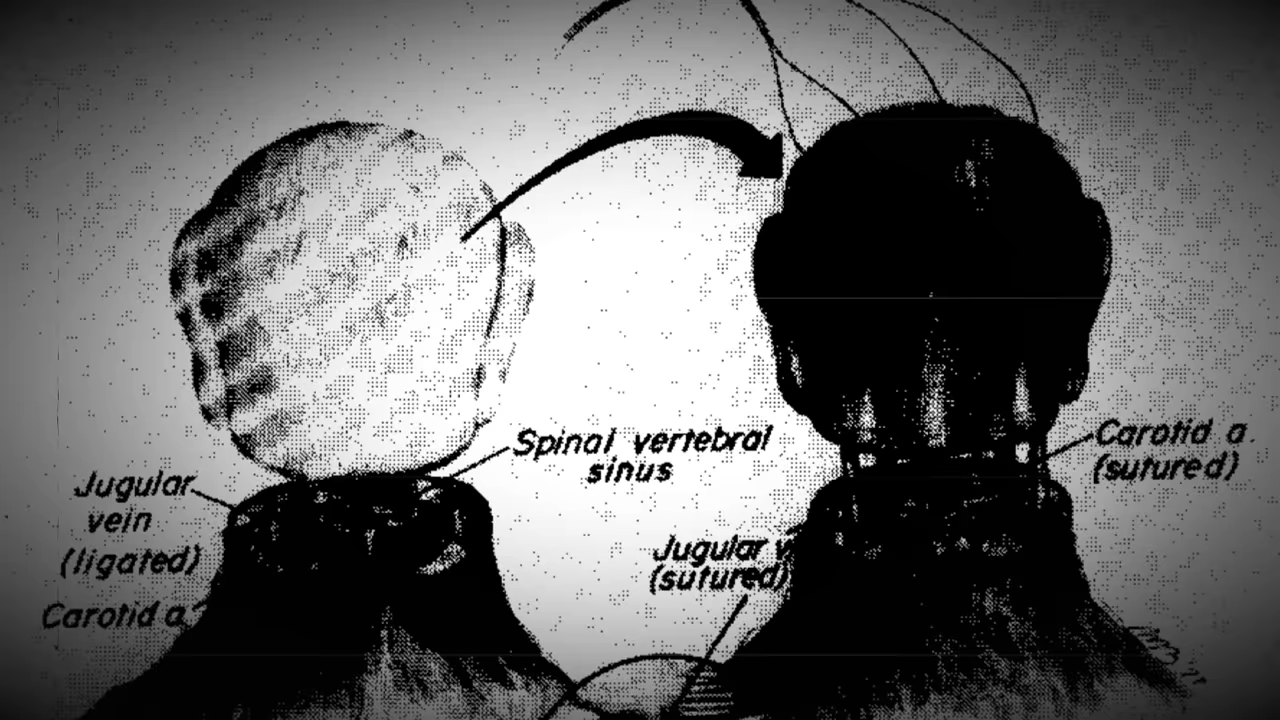 Spinal vertebral
sinus
Jugular
vein
(ligated)
Carotid a.
Carotid a.
(sutured)
Jugular v.
(sutured)